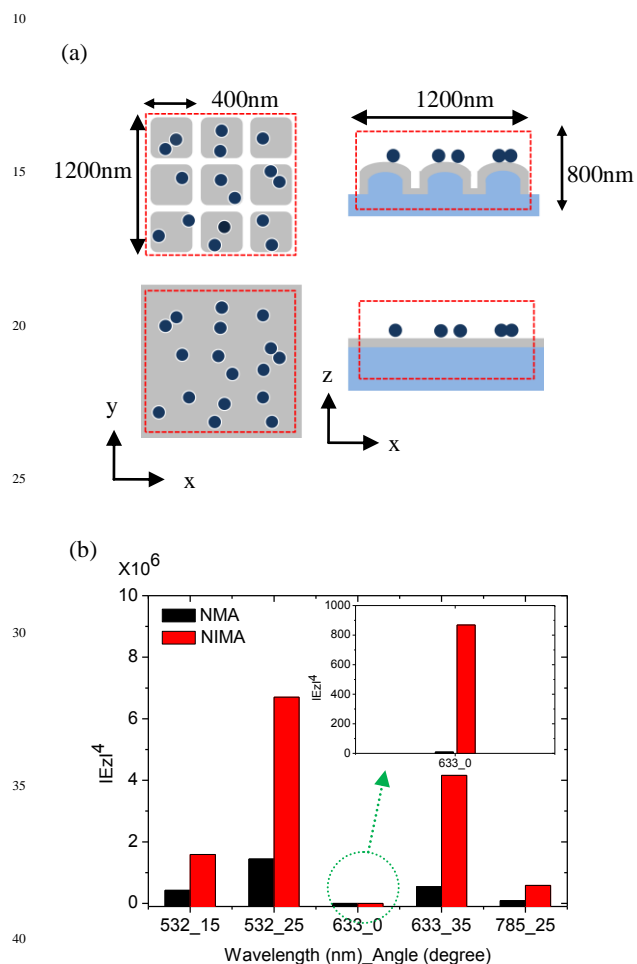 10
(a)
400nm
1200nm
1200nm
800nm
15
20
y
x
z
x
25
(b)
X10⁶
10
8
6
4
2
0
|Ez|⁴
NMA
NIMA
1000
800
600
400
200
0
|Ez|⁴
633_0
30
35
532_15
532_25
633_0
633_35
785_25
Wavelength (nm)_Angle (degree)
40